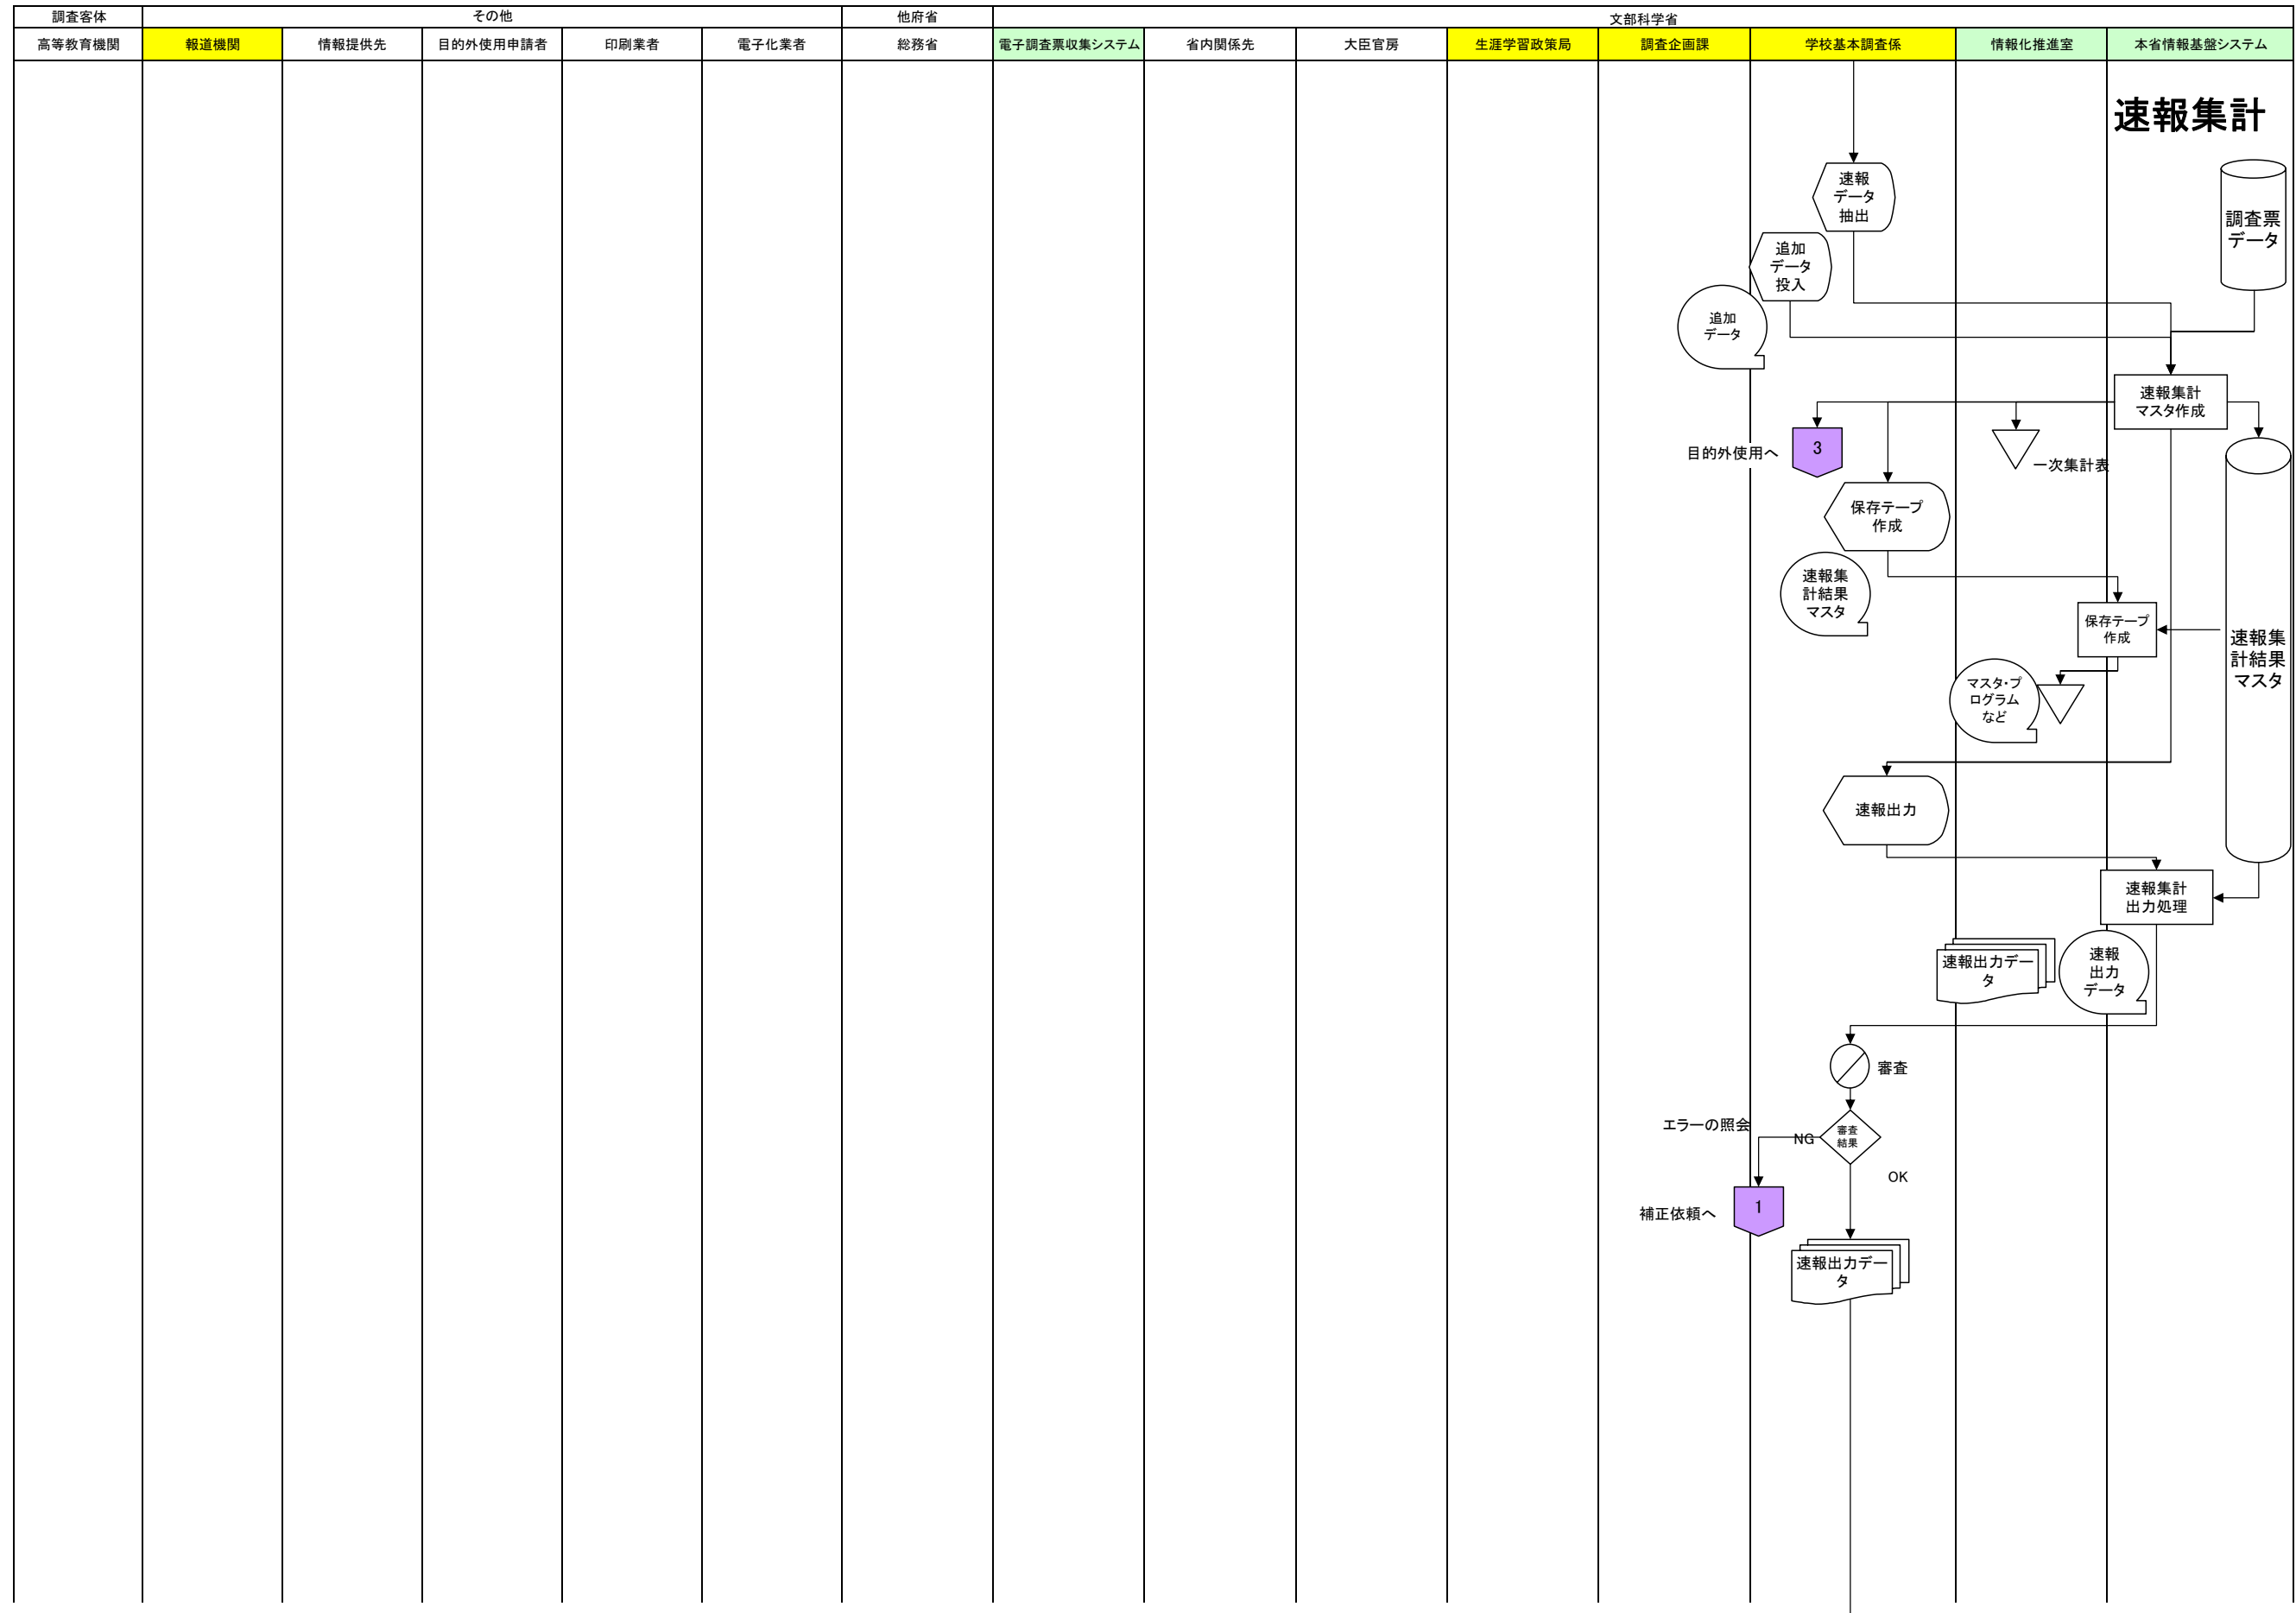 調査客体
その他
他府省
文部科学省
高等教育機関
報道機関
情報提供先
目的外使用申請者
印刷業者
電子化業者
総務省
電子調査票収集システム
省内関係先
大臣官房
生涯学習政策局
調査企画課
学校基本調査係
情報化推進室
本省情報基盤システム
速報集計
速報
データ
抽出
調査票
データ
追加
データ
投入
追加
データ
速報集計
マスタ作成
目的外使用へ
3
一次集計表
保存テープ
作成
速報集
計結果
マスタ
保存テープ
作成
速報集
計結果
マスタ
マスタ・プ
ログラム
など
速報出力
速報集計
出力処理
速報出力デー
タ
速報
出力
データ
審査
エラーの照会
NG
審査
結果
OK
補正依頼へ
1
速報出力デー
タ